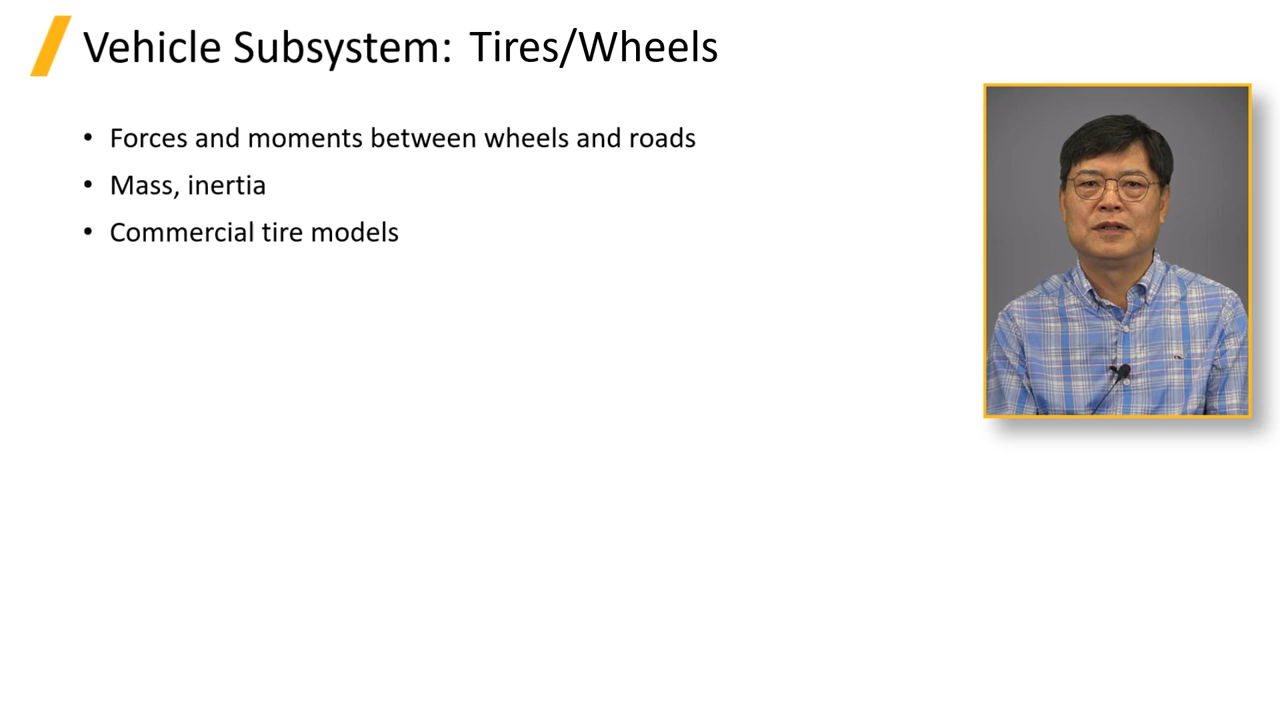 Vehicle Subsystem: Tires/Wheels
• Forces and moments between wheels and roads
• Mass, inertia
• Commercial tire models